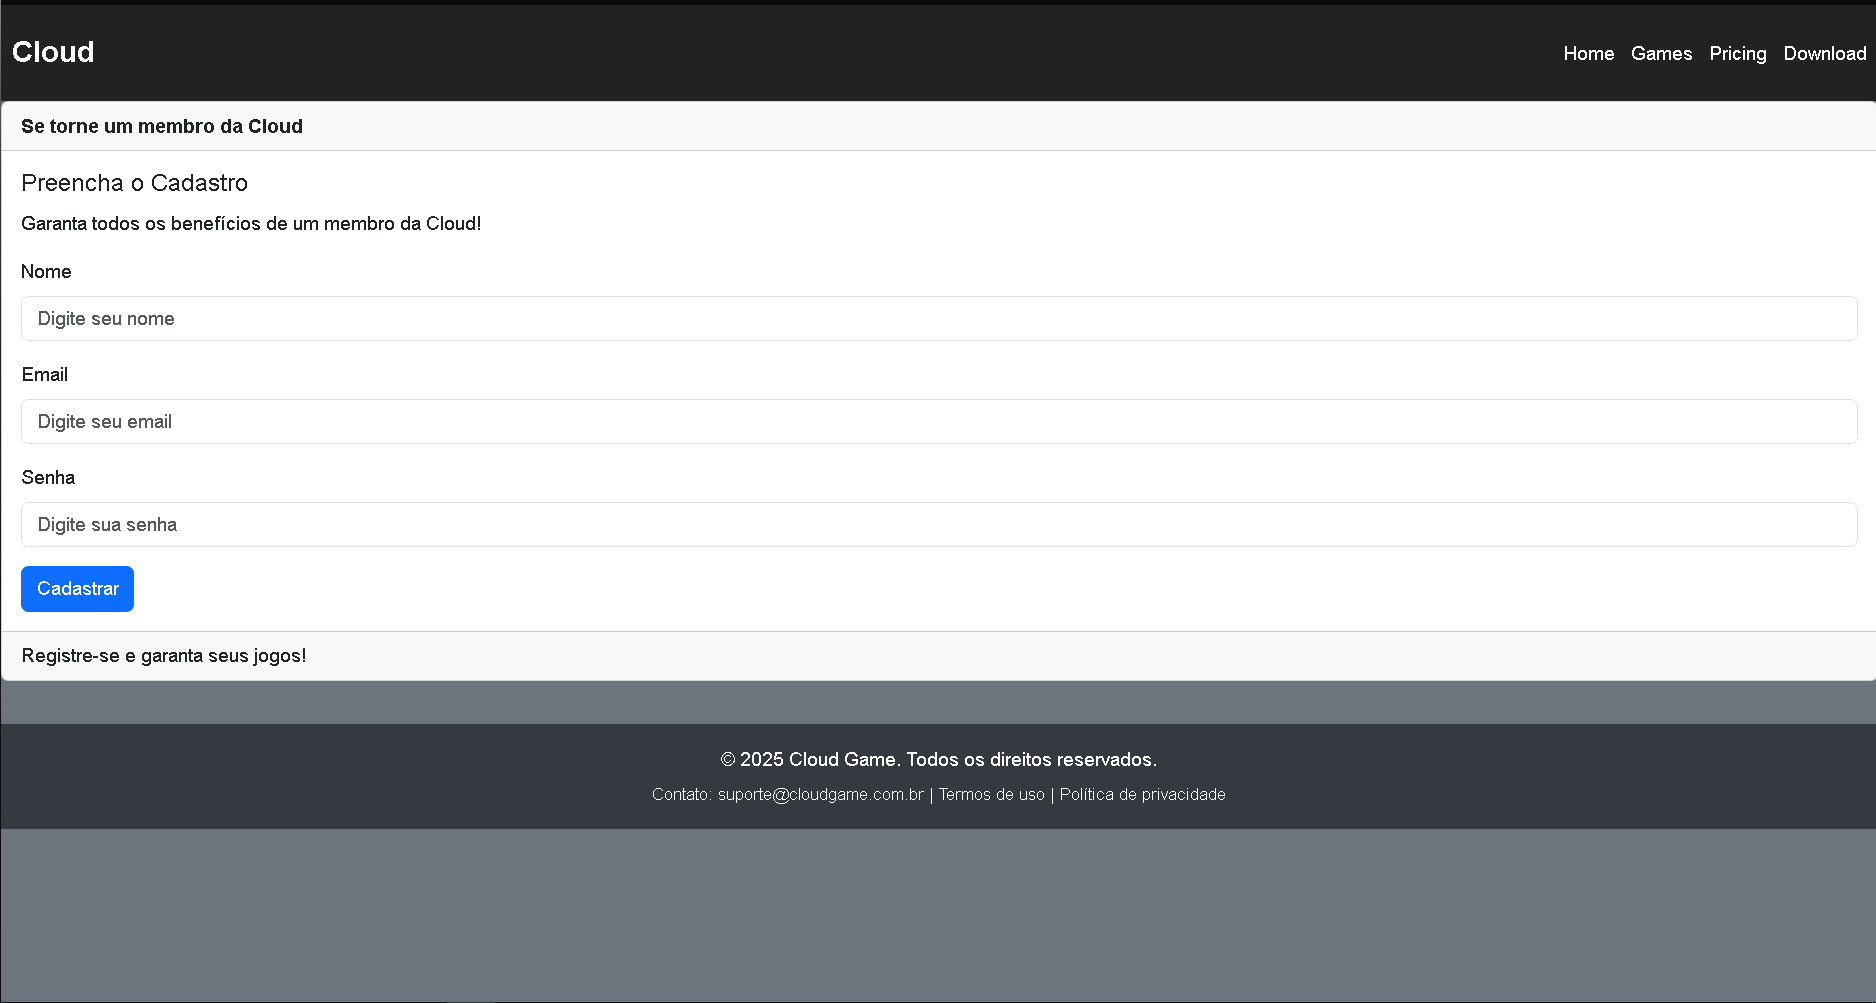 Cloud
Home Games Pricing Download
Se torne um membro da Cloud
Preencha o Cadastro
Garanta todos os benefícios de um membro da Cloud!
Nome
Digite seu nome
Email
Digite seu email
Senha
Digite sua senha
Cadastrar
Registre-se e garanta seus jogos!
© 2025 Cloud Game. Todos os direitos reservados.
Contato: suporte@cloudgame.com.br | Termos de uso | Política de privacidade